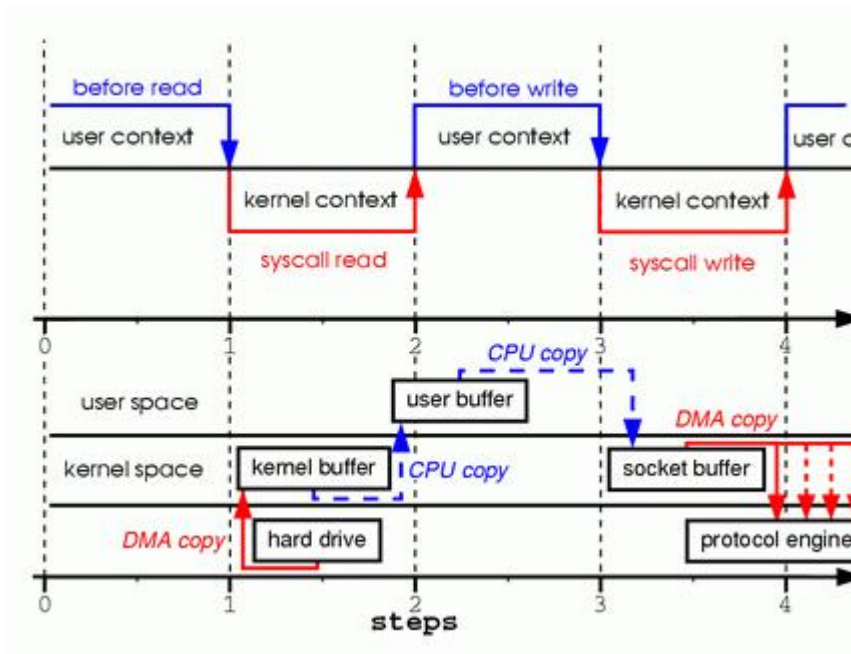 before read
before write
user context
user context
user c
kernel context
kernel context
syscall read
syscall write
0 1 2 3 4
CPU copy
user buffer
user space
DMA copy
kernel space
kernel buffer
CPU copy
socket buffer
DMA copy
hard drive
protocol engine
0 1 2 3 4
steps